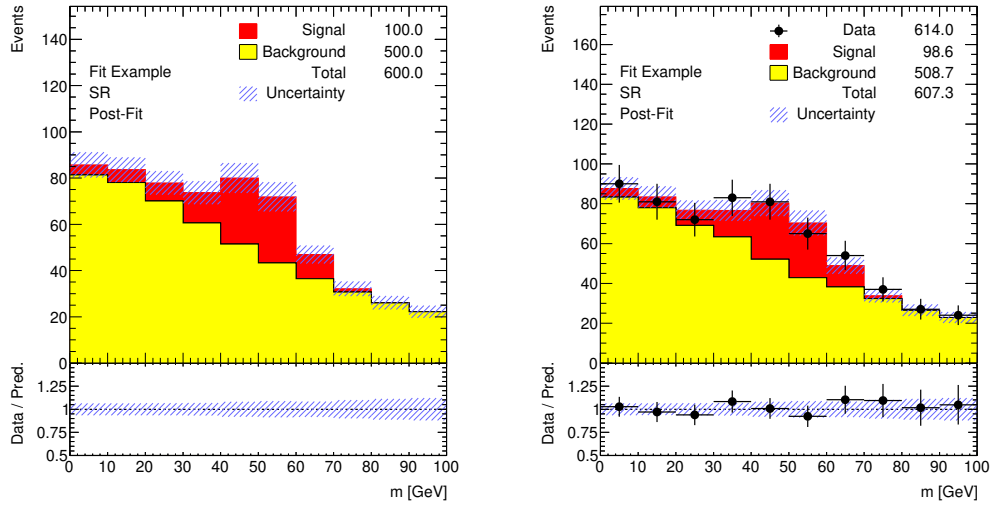 Events
Signal 100.0
Background 500.0
Fit Example Total 600.0
SR Uncertainty
Post-Fit
140
120
100
80
60
40
20
0
Data / Pred.
1.25
1
0.75
0.5
0 10 20 30 40 50 60 70 80 90 100
m [GeV]
Events
Data 614.0
Signal 98.6
Fit Example Background 508.7
SR Total 607.3
Post-Fit Uncertainty
160
140
120
100
80
60
40
20
0
Data / Pred.
1.25
1
0.75
0.5
0 10 20 30 40 50 60 70 80 90 100
m [GeV]